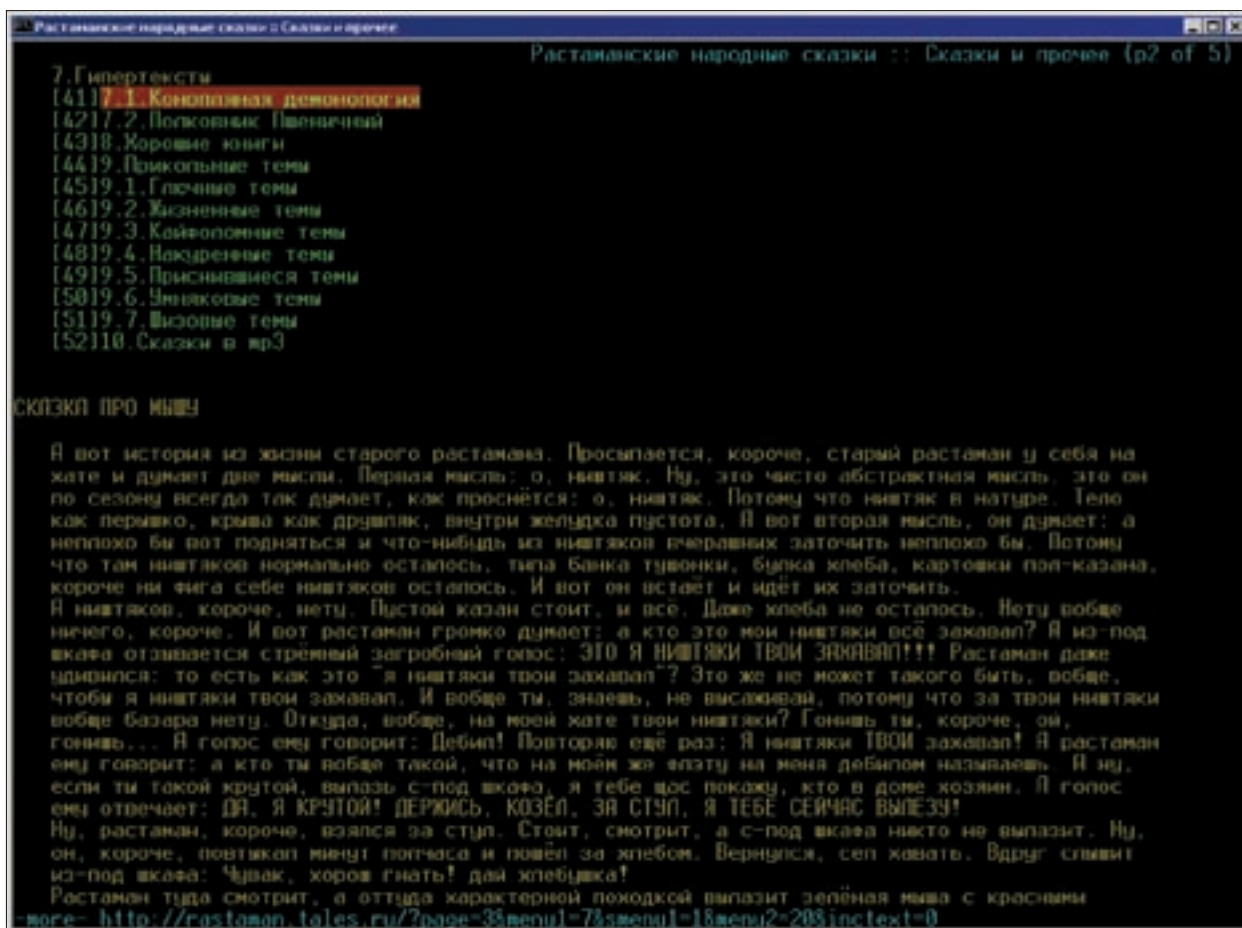 Растаманские народные сказки :: Сказки и прочее
Растаманские народные сказки :: Сказки и прочее (p2 of 5)
7.Гипертексты
[41]7.1.Конопляная демонология
[42]7.2.Полковник Пшеничный
[43]8.Хорошие книги
[44]9.Прикольные темы
[45]9.1.Глючные темы
[46]9.2.Жизненные темы
[47]9.3.Кайфоломные темы
[48]9.4.Накуренные темы
[49]9.5.Приснившиеся темы
[50]9.6.Умняковые темы
[51]9.7.Шизовые темы
[52]10.Сказки в mp3
СКАЗКА ПРО МЫШУ
А вот история из жизни старого растамана. Просыпается, короче, старый растаман у себя на
хате и думает две мысли. Первая мысль: о, ништяк. Ну, это чисто абстрактная мысль, это он
по сезону всегда так думает, как проснётся: о, ништяк. Потому что ништяк в натуре. Тело
как перышко, крыша как друшляк, внутри желудка пустота. А вот вторая мысль, он думает: а
неплохо бы вот подняться и что-нибудь из ништяков вчерашних заточить неплохо бы. Потому
что там ништяков нормально осталось, типа банка тушонки, булка хлеба, картошки пол-казана,
короче ни фига себе ништяков осталось. И вот он встаёт и идёт их заточить.
А ништяков, короче, нету. Пустой казан стоит, и всё. Даже хлеба не осталось. Нету вобще
ничего, короче. И вот растаман громко думает: а кто это мои ништяки всё захавал? А из-под
шкафа отзывается стрёмный загробный голос: ЭТО Я НИШТЯКИ ТВОИ ЗАХАВАЛ!!! Растаман даже
удивился: то есть как это "я ништяки твои захавал"? Это же не может такого быть, вобще,
чтобы я ништяки твои захавал. И вобще ты, знаешь, не высаживай, потому что за твои ништяки
вобще базара нету. Откуда, вобще, на моей хате твои ништяки? Гонишь ты, короче, ой,
гонишь... А голос ему говорит: Дебил! Повторяю ещё раз: Я ништяки ТВОИ захавал! А растаман
ему говорит: а кто ты вобще такой, что на моём же флэту на меня дебилом называешь. А ну,
если ты такой крутой, вылазь с-под шкафа, я тебе щас покажу, кто в доме хозяин. А голос
ему отвечает: ДА, Я КРУТОЙ! ДЕРЖИСЬ, КОЗЁЛ, ЗА СТУЛ, Я ТЕБЕ СЕЙЧАС ВЫЛЕЗУ!
Ну, растаман, короче, взялся за стул. Стоит, смотрит, а с-под шкафа никто не вылазит. Ну,
он, короче, повтыкал минут полчаса и пошёл за хлебом. Вернулся, сел хавать. Вдруг слышит
из-под шкафа: Чувак, хорош гнать! дай хлебушка!
Растаман туда смотрит, а оттуда характерной походкой вылазит зелёная мыша с красными
-more- http://rastaman.tales.ru/?page=3&menu1=7&smenu1=1&menu2=20&inctext=0